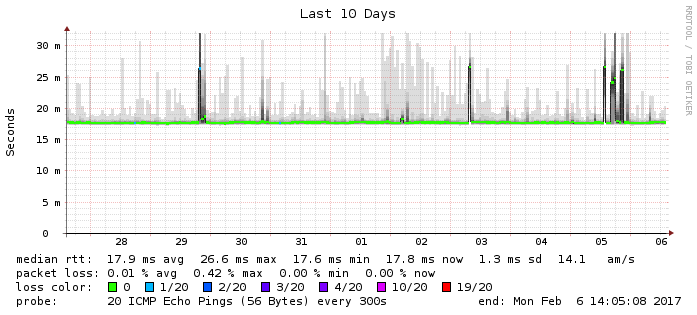 Last 10 Days
RRDTOOL / TOBI OETIKER
Seconds
30 m
25 m
20 m
15 m
10 m
5 m
0
28 29 30 31 01 02 03 04 05 06
median rtt: 17.9 ms avg 26.6 ms max 17.6 ms min 17.8 ms now 1.3 ms sd 14.1 am/s
packet loss: 0.01 % avg 0.42 % max 0.00 % min 0.00 % now
loss color: 0 1/20 2/20 3/20 4/20 10/20 19/20
probe: 20 ICMP Echo Pings (56 Bytes) every 300s end: Mon Feb 6 14:05:08 2017